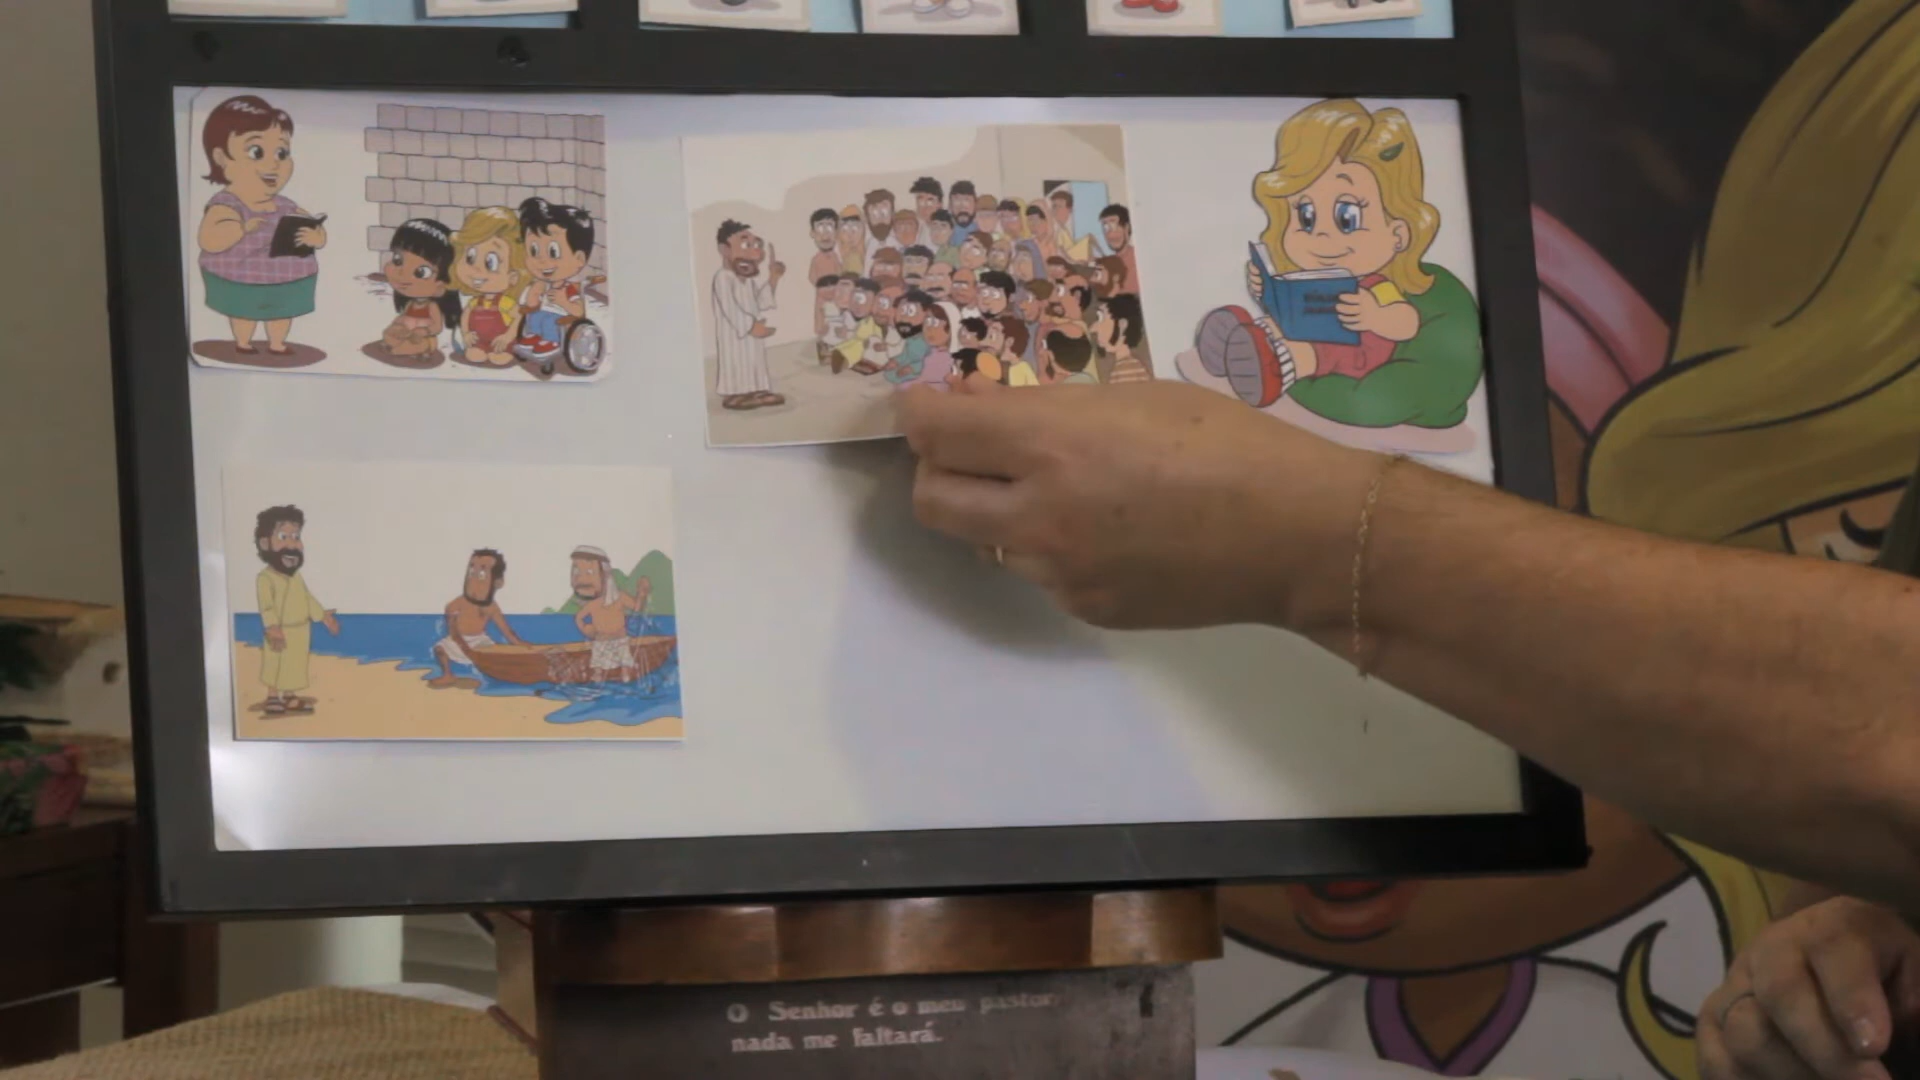 O Senhor é o meu pastor,
nada me faltará.